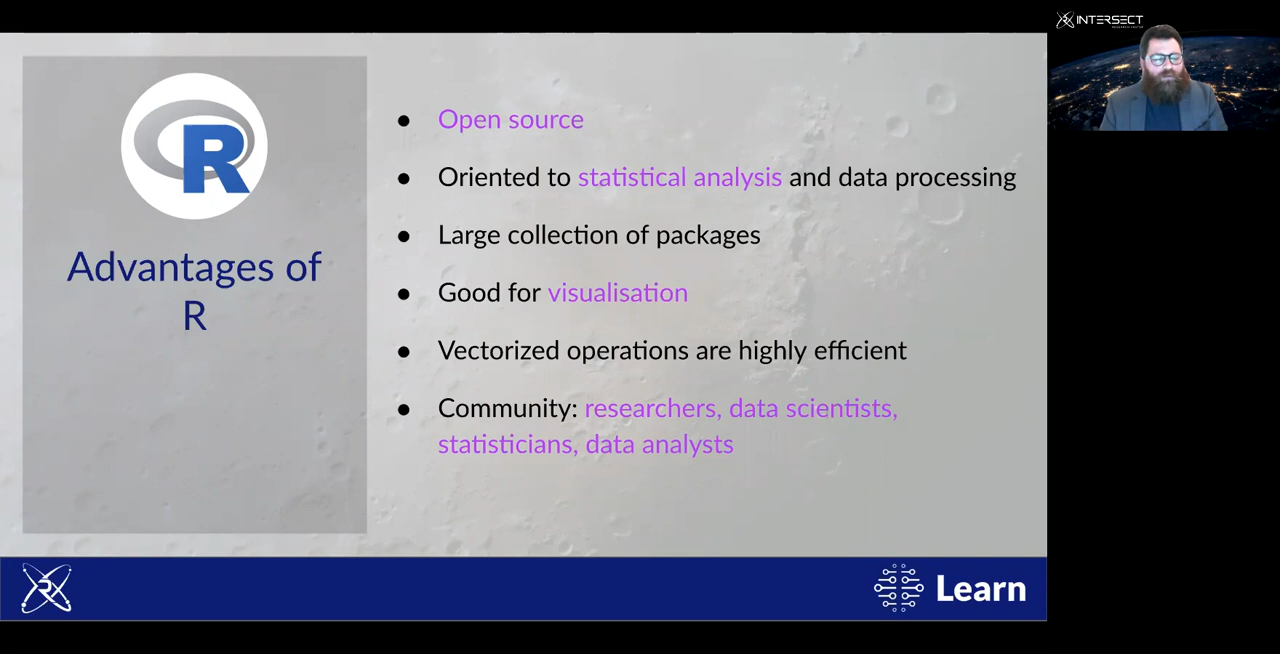 INTERSECT
R
Advantages of
R
Open source
Oriented to statistical analysis and data processing
Large collection of packages
Good for visualisation
Vectorized operations are highly efficient
Community: researchers, data scientists,
statisticians, data analysts
Learn